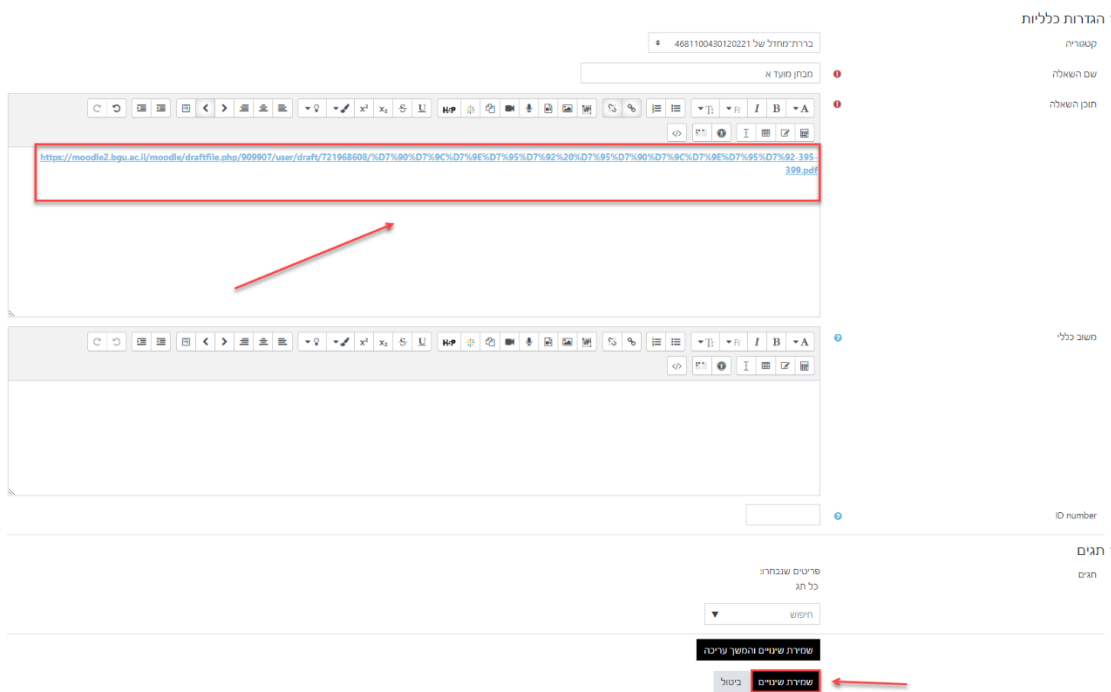 הגדרות כלליות
קטגוריה
בררת־מחדל של 4681100430120221
שם השאלה
מבחן מועד א
תוכן השאלה
https://moodle2.bgu.ac.il/moodle/draftfile.php/909907/user/draft/721968608/%D7%90%D7%9C%D7%9E%D7%95%D7%92%20%D7%95%D7%90%D7%9C%D7%9E%D7%95%D7%92-395-
399.pdf
משוב כללי
ID number
תגים
תגים
פריטים שנבחרו:
כל תג
חיפוש
שמירת שינויים והמשך עריכה
שמירת שינויים
ביטול